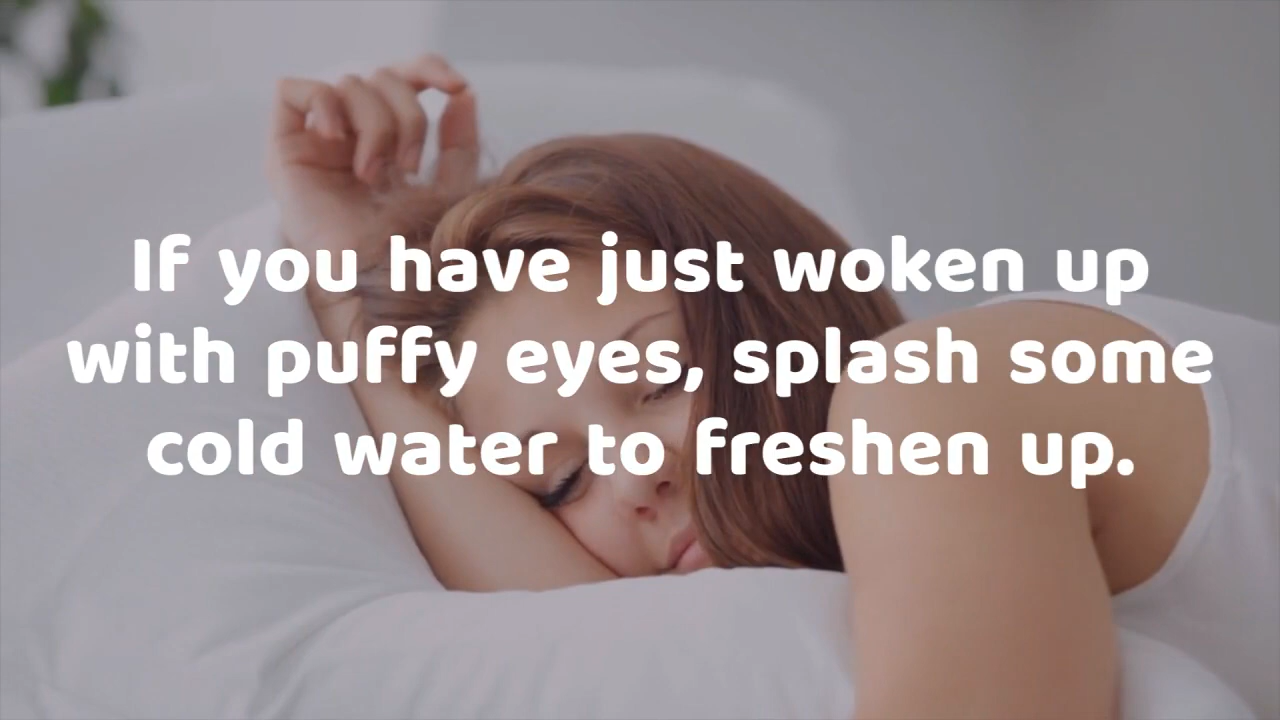 If you have just woken up
with puffy eyes, splash some
cold water to freshen up.